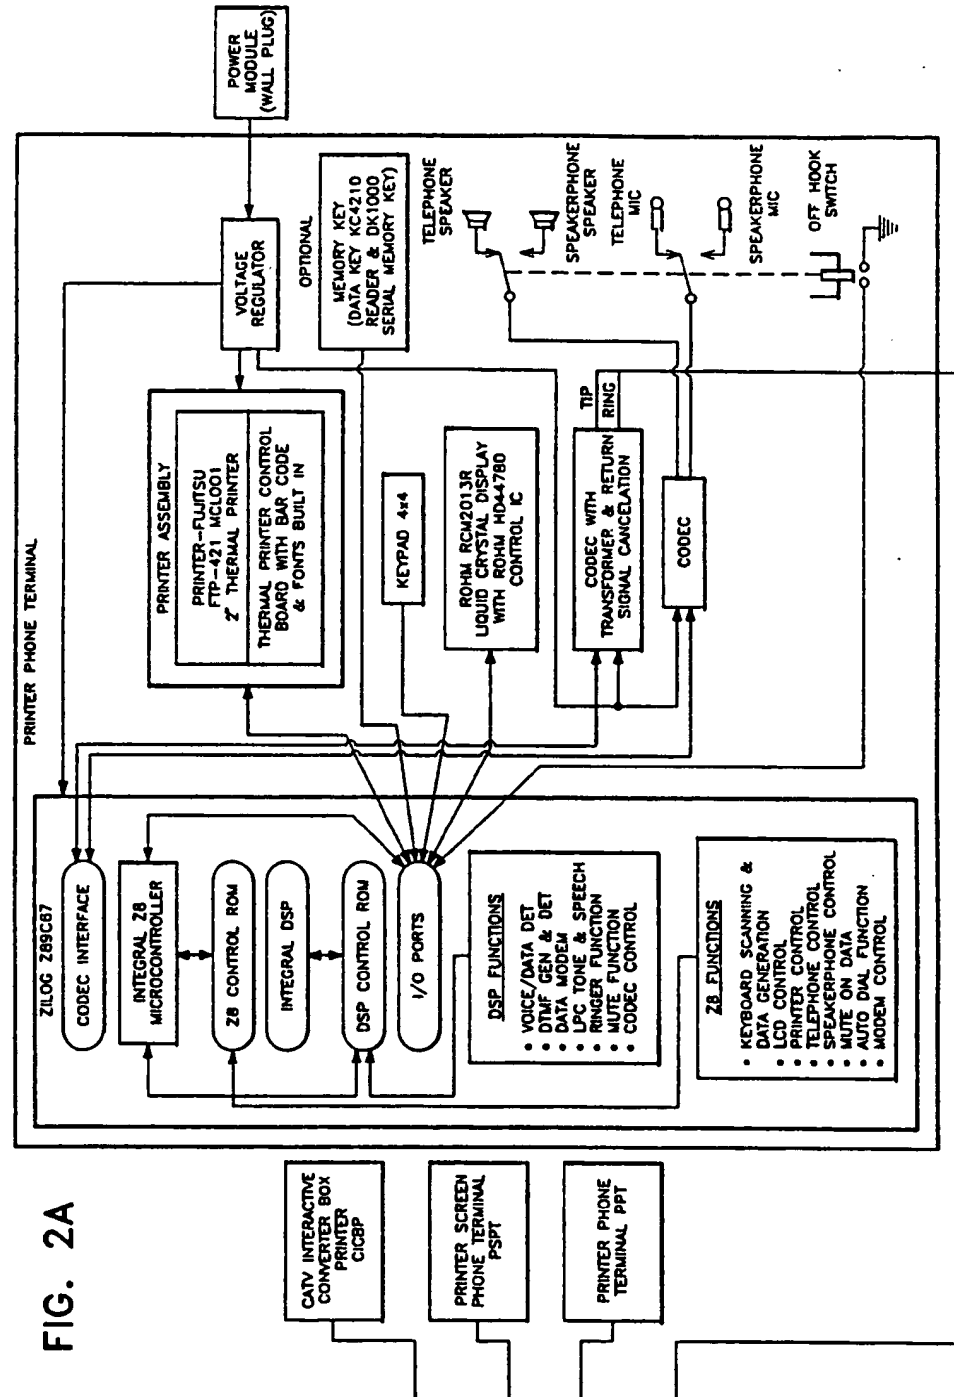 FIG. 2A
CATV INTERACTIVE
CONVERTER BOX
PRINTER
CICBP
PRINTER SCREEN
PHONE TERMINAL
PSPT
PRINTER PHONE
TERMINAL PPT
PRINTER PHONE TERMINAL
ZILOG Z89C67
CODEC INTERFACE
INTEGRAL Z8
MICROCONTROLLER
Z8 CONTROL ROM
INTEGRAL DSP
DSP CONTROL ROM
I/O PORTS
DSP FUNCTIONS
• VOICE/DATA DET
• DTMF GEN & DET
• DATA MODEM
• LPC TONE & SPEECH
• RINGER FUNCTION
• MUTE FUNCTION
• CODEC CONTROL
Z8 FUNCTIONS
• KEYBOARD SCANNING &
DATA GENERATION
• LCD CONTROL
• PRINTER CONTROL
• TELEPHONE CONTROL
• SPEAKERPHONE CONTROL
• MUTE ON DATA
• AUTO DIAL FUNCTION
• MODEM CONTROL
PRINTER ASSEMBLY
PRINTER-FUJITSU
FTP-421 MCL001
2" THERMAL PRINTER
THERMAL PRINTER CONTROL
BOARD WITH BAR CODE
& FONTS BUILT IN
KEYPAD 4x4
ROHM RCM2013R
LIQUID CRYSTAL DISPLAY
WITH ROHM HD44780
CONTROL IC
CODEC WITH
TRANSFORMER & RETURN
SIGNAL CANCELATION
TIP
RING
CODEC
VOLTAGE
REGULATOR
OPTIONAL
MEMORY KEY
(DATA KEY KC4210
READER & DK1000
SERIAL MEMORY KEY)
POWER
MODULE
(WALL PLUG)
TELEPHONE
SPEAKER
SPEAKERPHONE
SPEAKER
TELEPHONE
MIC
SPEAKERPHONE
MIC
OFF HOOK
SWITCH